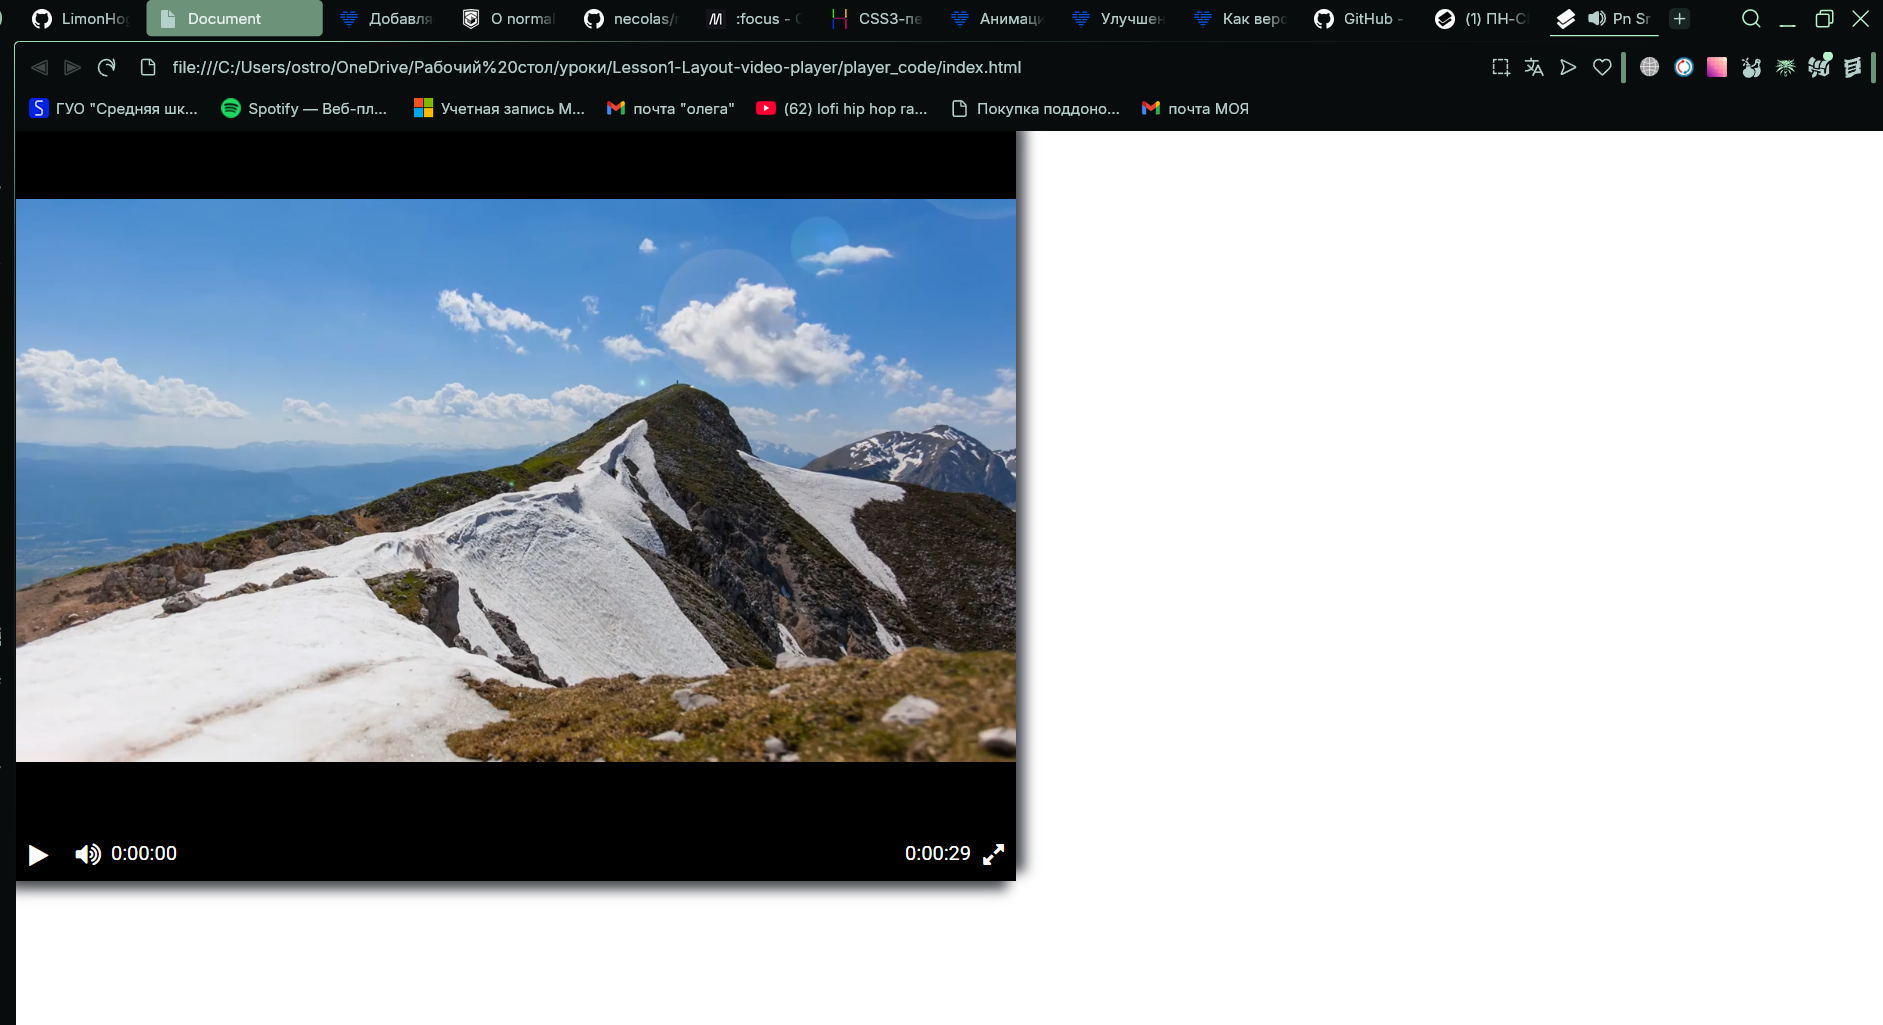 LimonHo
Document
Добавля
О norma
necolas/r
:focus - C
CSS3-пе
Анимаци
Улучшен
Как верс
GitHub -
(1) ПН-С
Pn Sr
file:///C:/Users/ostro/OneDrive/Рабочий%20стол/уроки/Lesson1-Layout-video-player/player_code/index.html
ГУО "Средняя шк...
Spotify — Веб-пл...
Учетная запись М...
почта "олега"
(62) lofi hip hop ra...
Покупка поддоно...
почта МОЯ
0:00:00
0:00:29